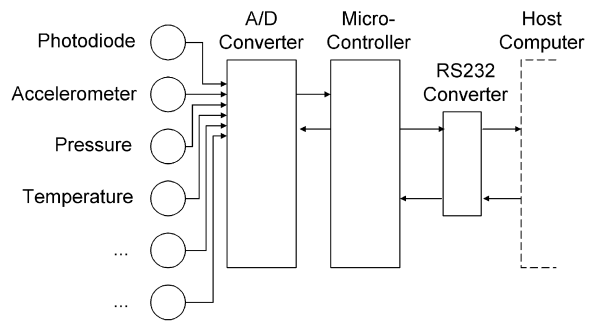 Photodiode
Accelerometer
Pressure
Temperature
...
...
A/D
Converter
Micro-
Controller
RS232
Converter
Host
Computer